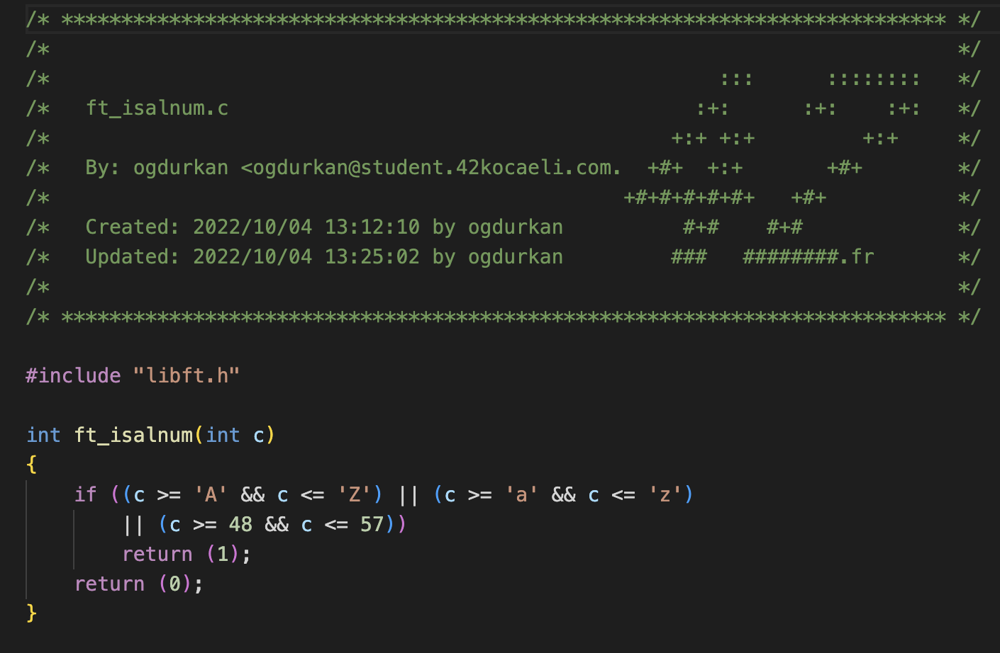 /* ************************************************************************** */
/*                                                                            */
/*                                                        :::      ::::::::   */
/*   ft_isalnum.c                                       :+:      :+:    :+:   */
/*                                                    +:+ +:+         +:+     */
/*   By: ogdurkan <ogdurkan@student.42kocaeli.com.  +#+  +:+       +#+        */
/*                                                +#+#+#+#+#+   +#+           */
/*   Created: 2022/10/04 13:12:10 by ogdurkan          #+#    #+#             */
/*   Updated: 2022/10/04 13:25:02 by ogdurkan         ###   ########.fr       */
/*                                                                            */
/* ************************************************************************** */

#include "libft.h"

int ft_isalnum(int c)
{
    if ((c >= 'A' && c <= 'Z') || (c >= 'a' && c <= 'z')
        || (c >= 48 && c <= 57))
        return (1);
    return (0);
}